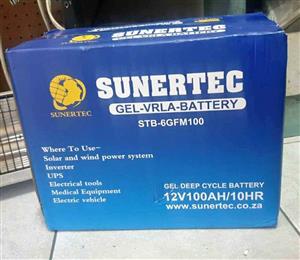 SUNERTEC
SUNERTEC
GEL-VRLA-BATTERY
STB-6GFM100
Where To Use-
Solar and wind power system
Inverter
UPS
Electrical tools
Medical Equipment
Electric vehicle
GEL DEEP CYCLE BATTERY
12V100AH/10HR
www.sunertec.co.za